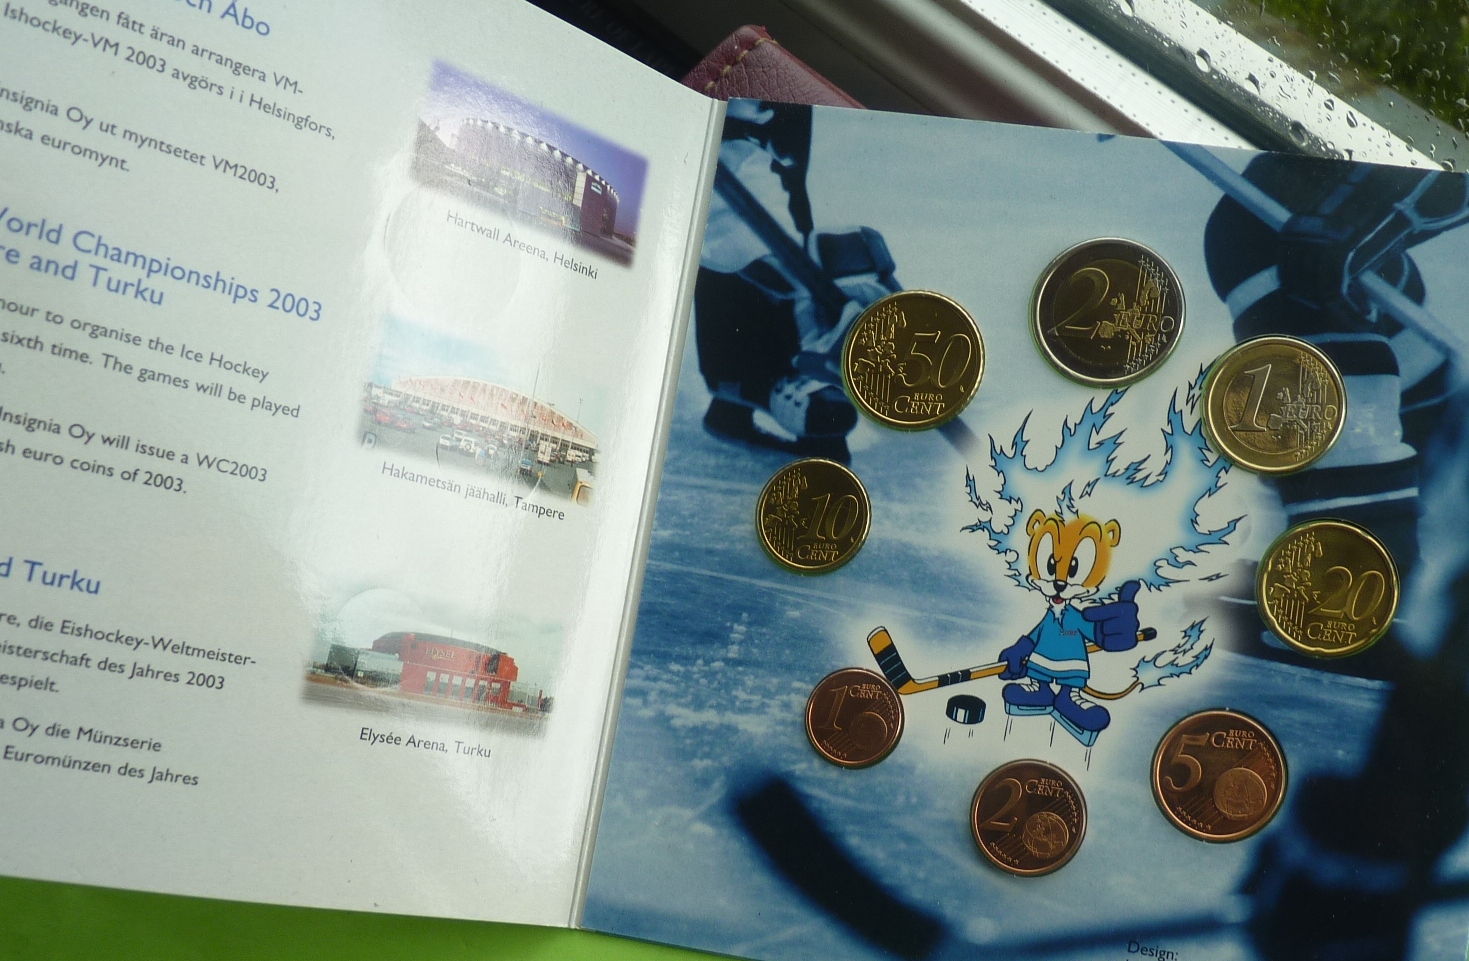 ch Åbo
gången fått äran arrangera VM-
Ishockey-VM 2003 avgörs i i Helsingfors,
nsignia Oy ut myntsetet VM2003,
nska euromynt.
World Championships 2003
re and Turku
nour to organise the Ice Hockey
sixth time. The games will be played
Insignia Oy will issue a WC2003
sh euro coins of 2003.
d Turku
re, die Eishockey-Weltmeister-
isterschaft des Jahres 2003
espielt.
a Oy die Münzserie
Euromünzen des Jahres
Hartwall Areena, Helsinki
Hakametsän jäähalli, Tampere
ELYSÉE
Elysée Arena, Turku
2 EURO
50 EURO CENT
1 EURO
10 EURO CENT
20 EURO CENT
1 EURO CENT
5 EURO CENT
2 EURO CENT
Design: